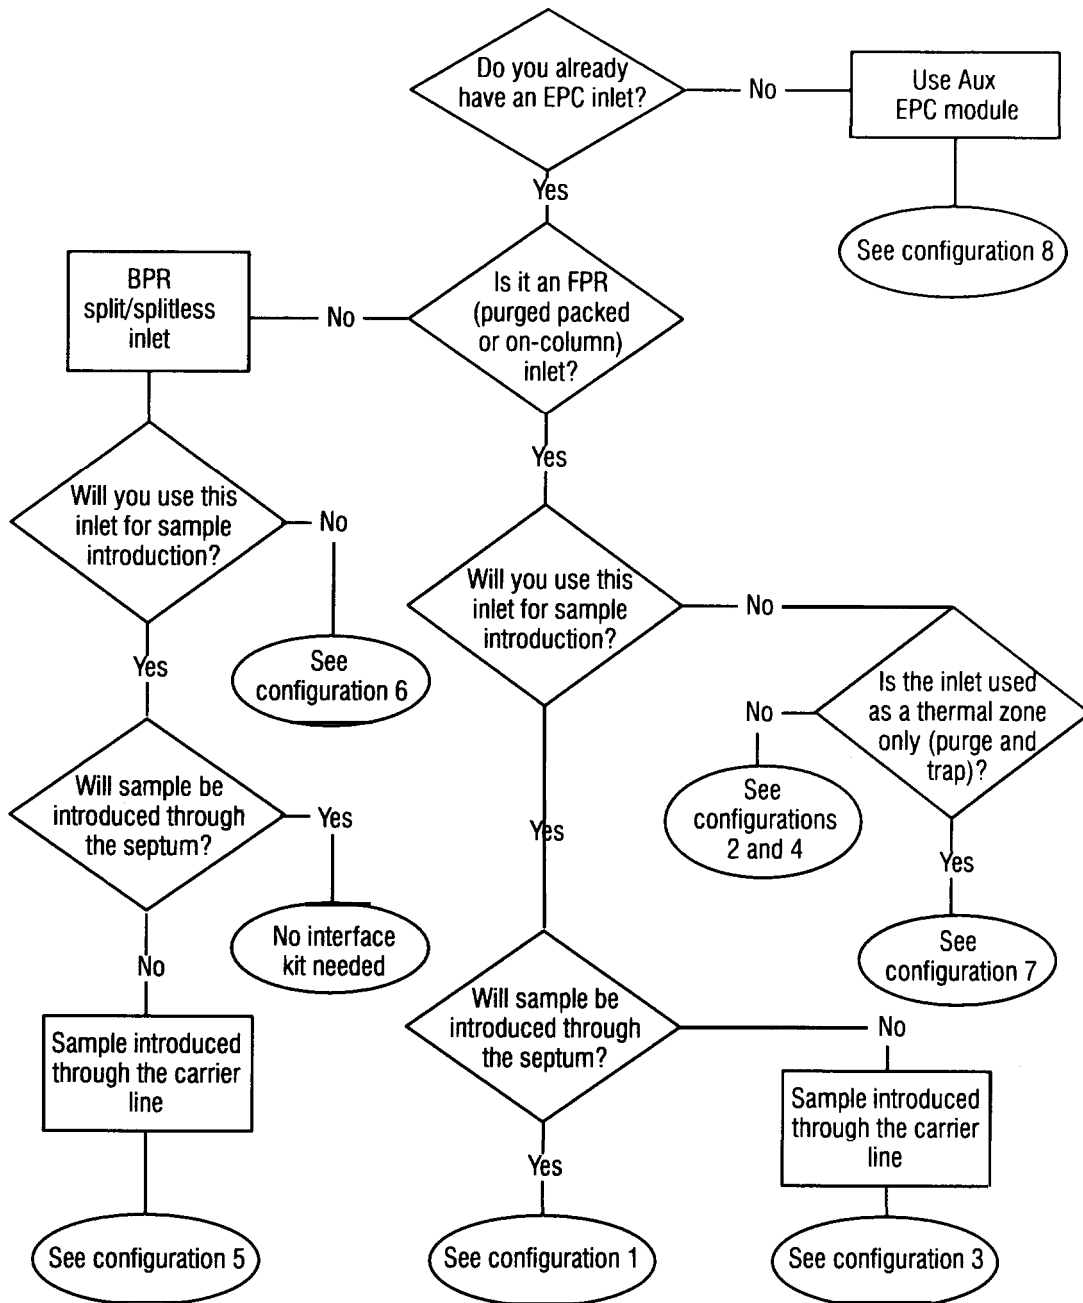 Do you already
have an EPC inlet?
No
Use Aux
EPC module
Yes
See configuration 8
BPR
split/splitless
inlet
No
Is it an FPR
(purged packed
or on-column)
inlet?
Yes
Will you use this
inlet for sample
introduction?
No
Will you use this
inlet for sample
introduction?
No
Yes
See
configuration 6
Is the inlet used
as a thermal zone
only (purge and
trap)?
No
Will sample be
introduced through
the septum?
Yes
Yes
See
configurations
2 and 4
Yes
No interface
kit needed
See
configuration 7
No
Will sample be
introduced through
the septum?
No
Sample introduced
through the carrier
line
Sample introduced
through the carrier
line
Yes
See configuration 5
See configuration 1
See configuration 3